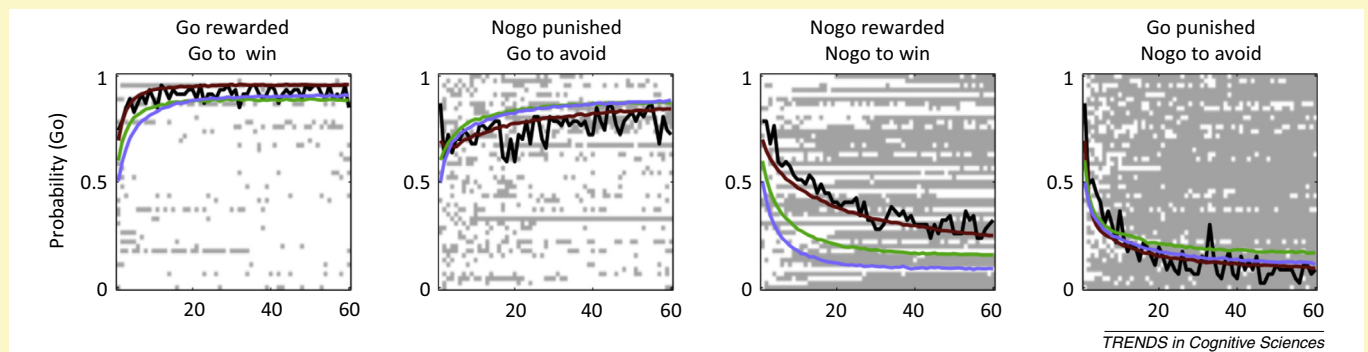 Go rewarded
Go to win
Nogo punished
Go to avoid
Nogo rewarded
Nogo to win
Go punished
Nogo to avoid
Probability (Go)
1
0.5
0
20 40 60
1
0.5
0
20 40 60
1
0.5
0
20 40 60
1
0.5
0
20 40 60
TRENDS in Cognitive Sciences